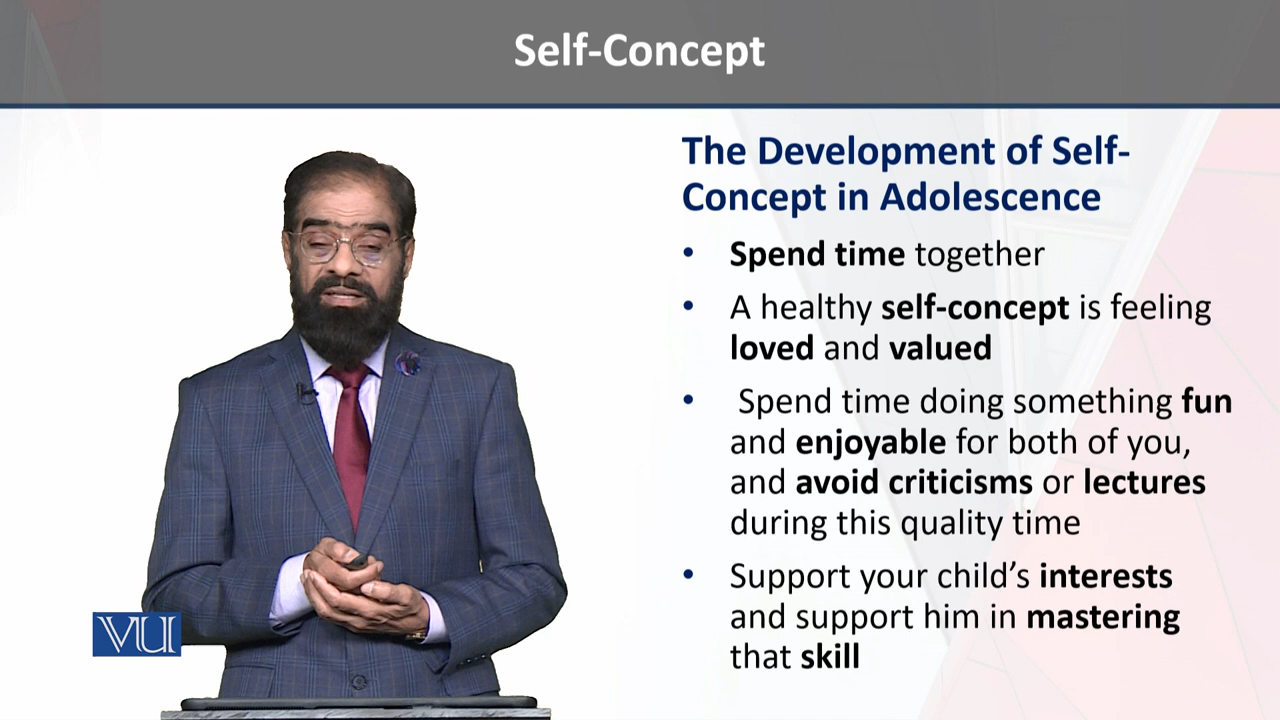 Self-Concept
The Development of Self-
Concept in Adolescence
• Spend time together
• A healthy self-concept is feeling
loved and valued
• Spend time doing something fun
and enjoyable for both of you,
and avoid criticisms or lectures
during this quality time
• Support your child’s interests
and support him in mastering
that skill
VU